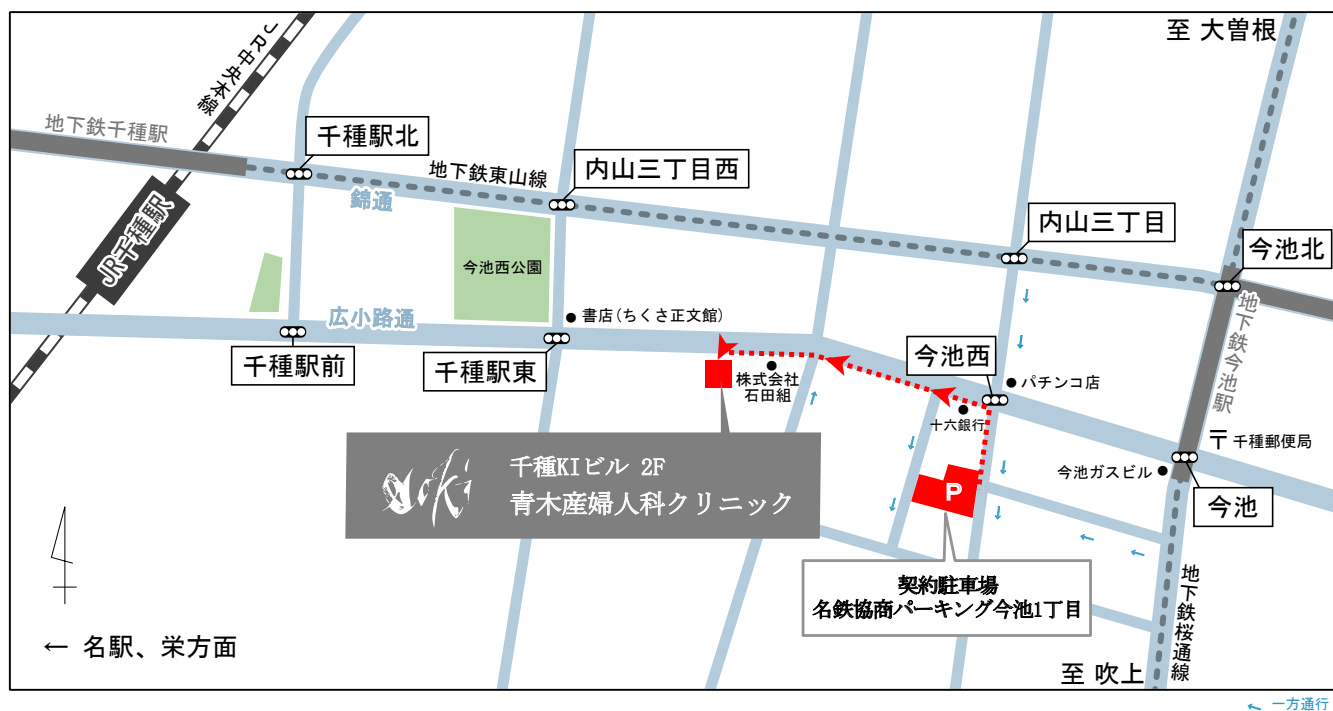 至 大曽根
JR中央本線
地下鉄千種駅
千種駅北
地下鉄東山線
内山三丁目西
錦通
内山三丁目
今池北
JR千種駅
今池西公園
地下鉄今池駅
広小路通
書店(ちくさ正文館)
千種駅前
千種駅東
今池西
株式会社
石田組
パチンコ店
十六銀行
〒千種郵便局
今池ガスビル
今池
aoki
千種KIビル 2F
青木産婦人科クリニック
P
契約駐車場
名鉄協商パーキング今池1丁目
地下鉄桜通線
← 名駅、栄方面
至 吹上
← 一方通行